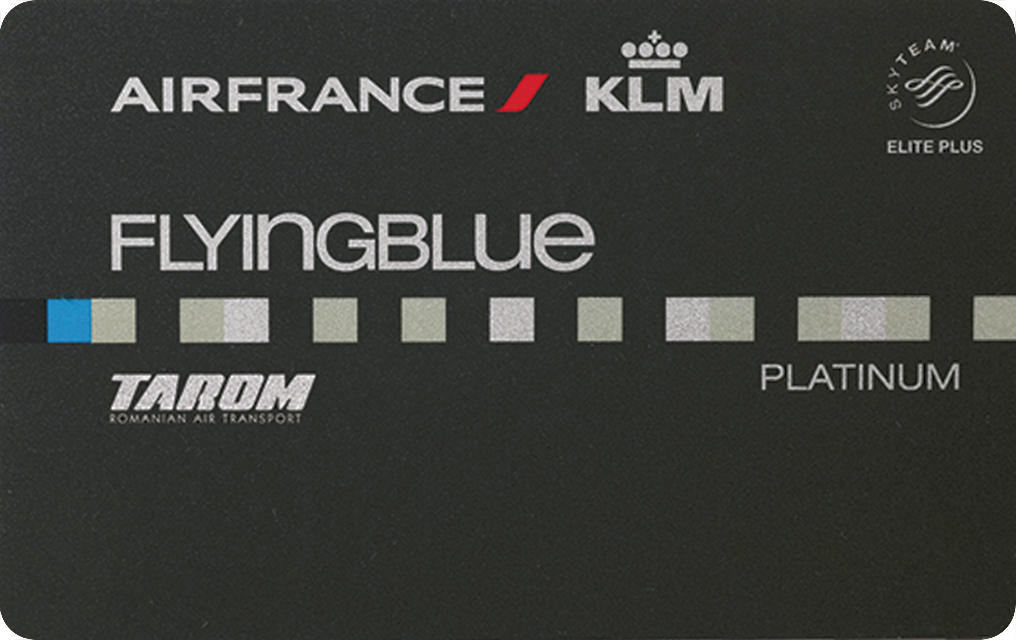 AIRFRANCE KLM
SKYTEAM
ELITE PLUS
FLYINGBLUE
TAROM
ROMANIAN AIR TRANSPORT
PLATINUM